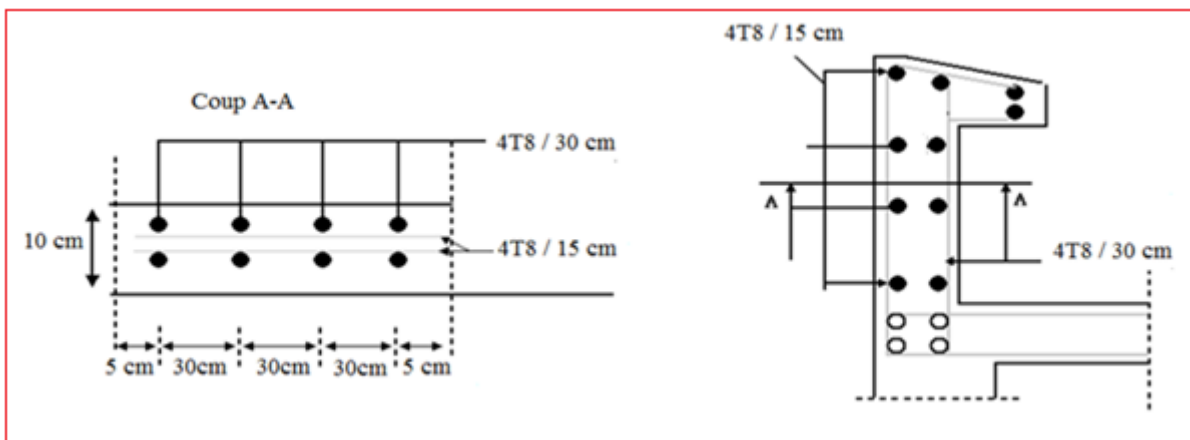 4T8 / 15 cm
Coup A-A
4T8 / 30 cm
10 cm
4T8 / 15 cm
5 cm 30cm 30cm 30cm 5 cm
A A
4T8 / 30 cm